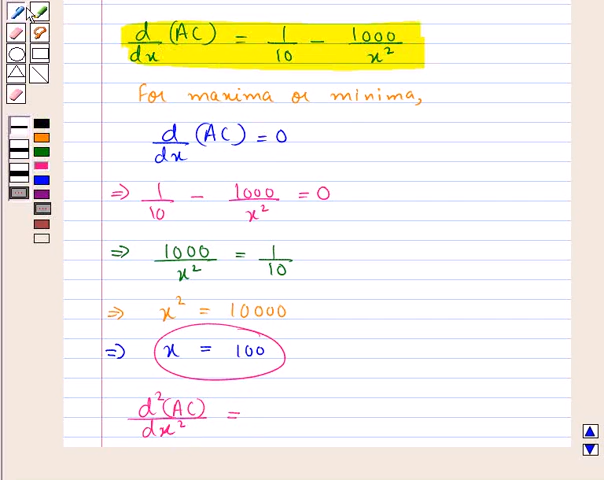 d/dx (AC) = 1/10 - 1000/x²
For maxima or minima,
d/dx (AC) = 0
⇒ 1/10 - 1000/x² = 0
⇒ 1000/x² = 1/10
⇒ x² = 10000
⇒ x = 100
d²(AC)/dx² =